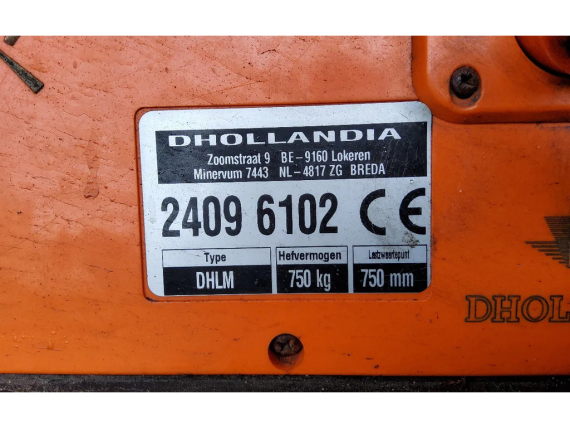 DHOLLANDIA
Zoomstraat 9 BE-9160 Lokeren
Minervum 7443 NL-4817 ZG BREDA
2409 6102 CE
Type Hefvermogen Lastzwaartepunt
DHLM 750 kg 750 mm
DHOL